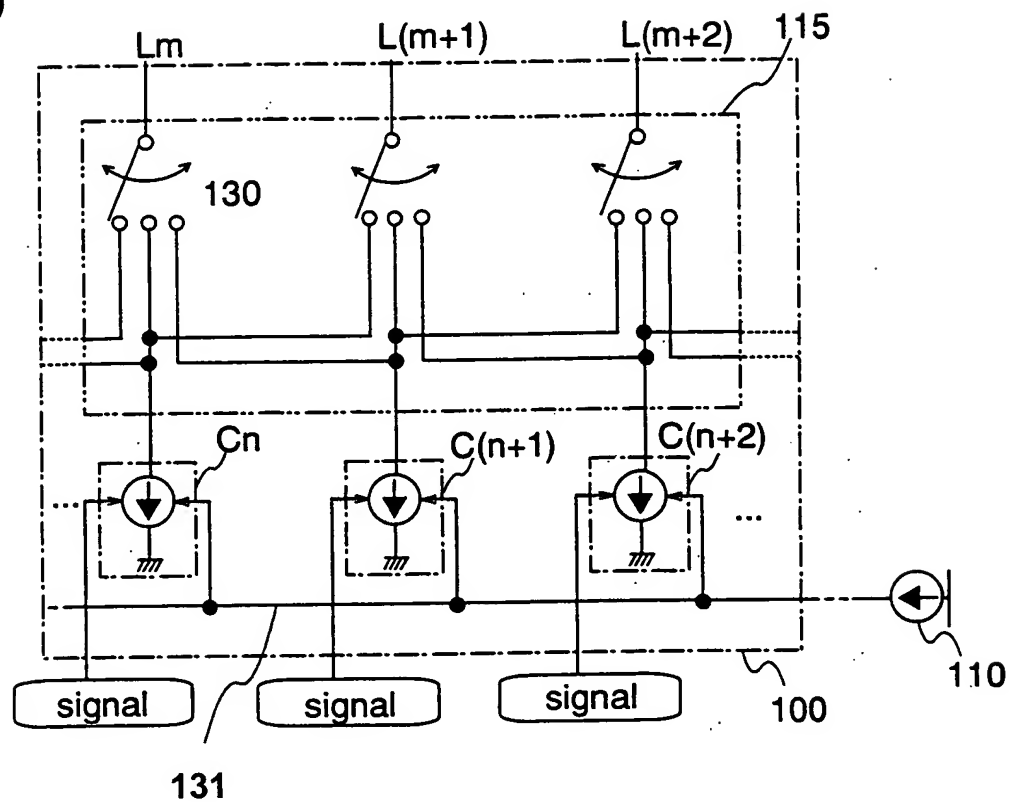 )
115
Lm L(m+1) L(m+2)
130
Cn C(n+1) C(n+2)
... ...
signal signal signal
100
110
131